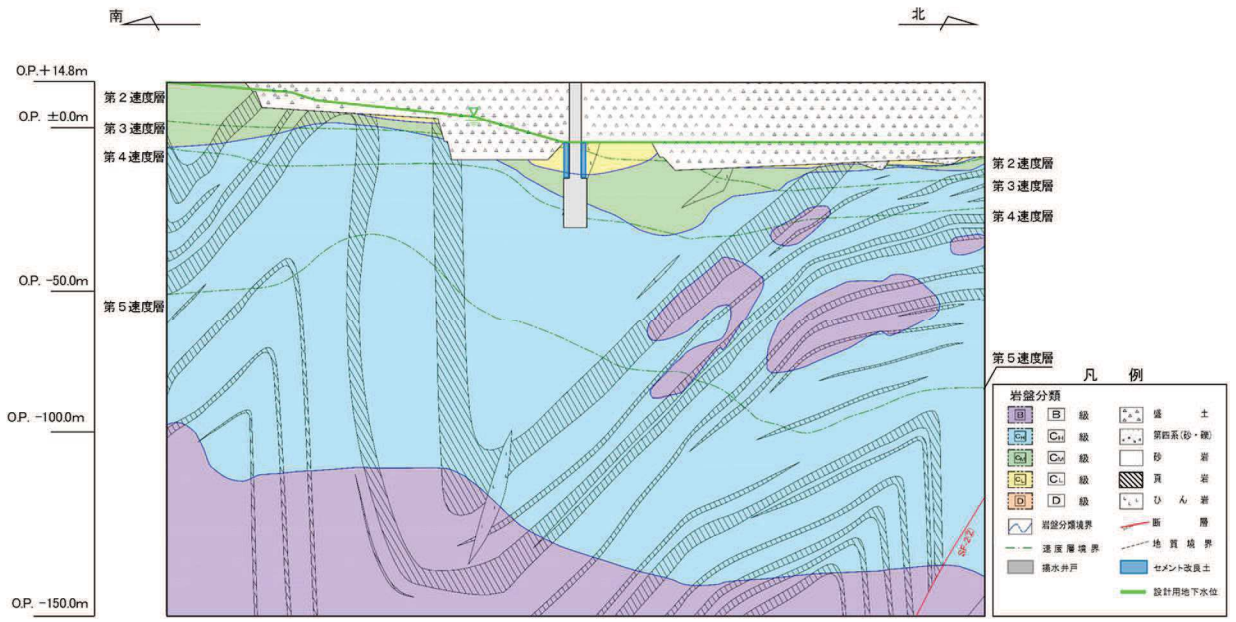 南
北
O.P.+14.8m
第2速度層
O.P. ±0.0m
第3速度層
第4速度層
第2速度層
第3速度層
第4速度層
O.P. -50.0m
第5速度層
第5速度層
O.P. -100.0m
O.P. -150.0m
SF-2(2)
凡 例
岩盤分類
B B 級
盛 土
CH CH 級
第四系(砂・礫)
CM CM 級
砂 岩
CL CL 級
頁 岩
D D 級
ひ ん 岩
岩盤分類境界
断 層
速度層境界
地質境界
揚水井戸
セメント改良土
設計用地下水位